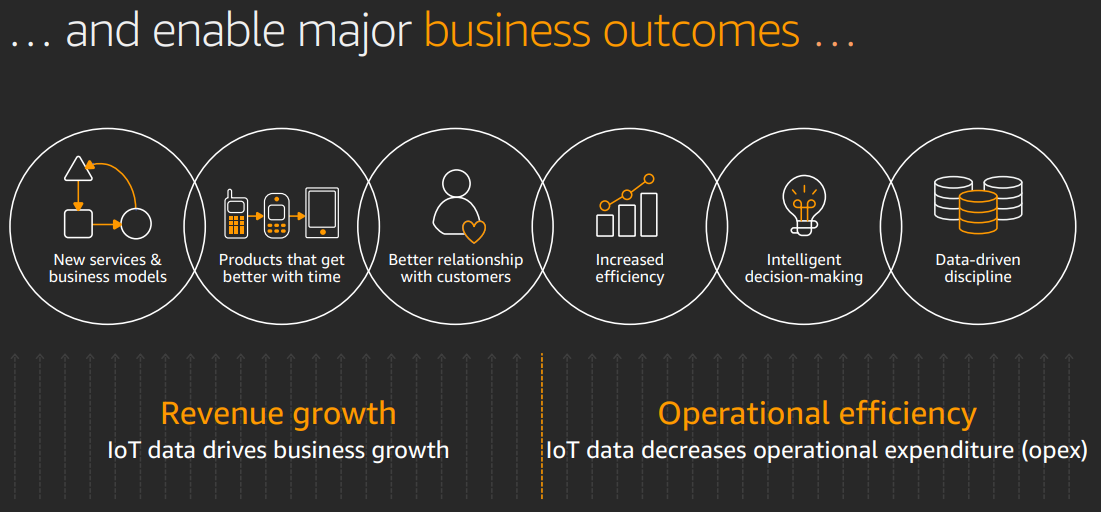 ... and enable major business outcomes ...
New services &
business models
Products that get
better with time
Better relationship
with customers
Increased
efficiency
Intelligent
decision-making
Data-driven
discipline
Revenue growth
IoT data drives business growth
Operational efficiency
IoT data decreases operational expenditure (opex)